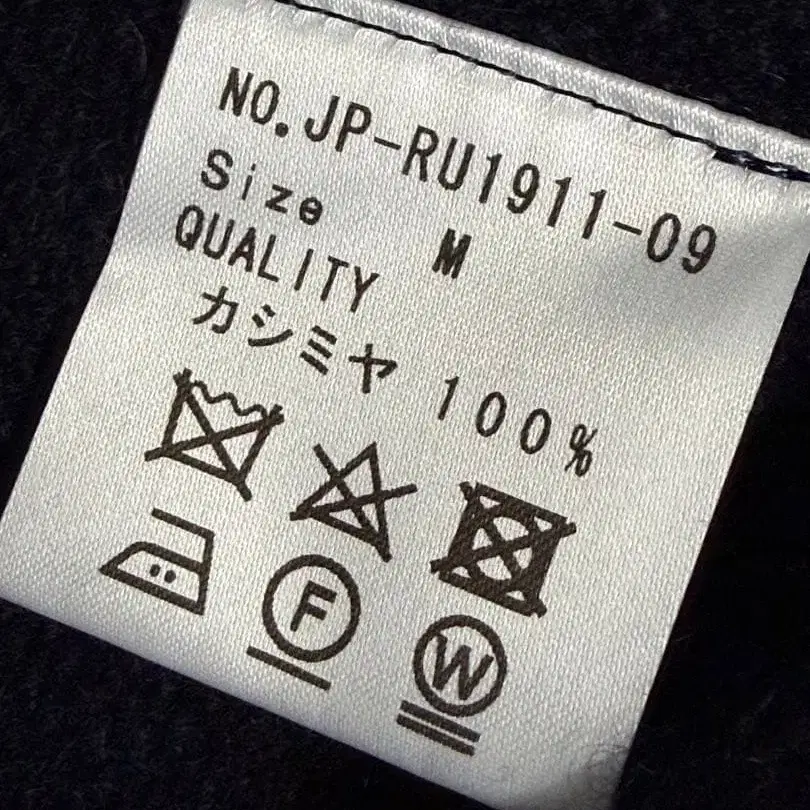 NO.JP-RU1911-09
Size M
QUALITY
カシミヤ 100%
F
W